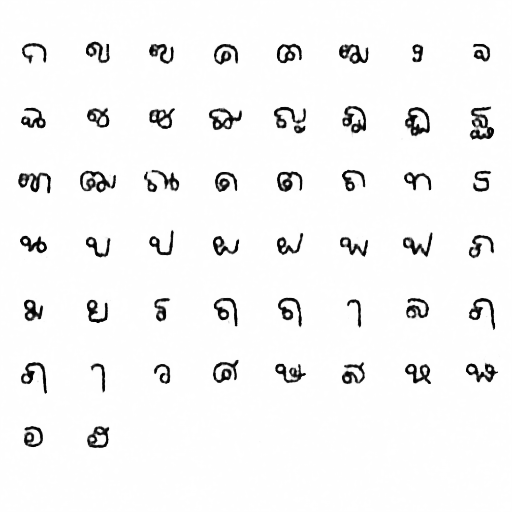 ก ข ฃ ค ฅ ฆ ง จ
ฉ ช ซ ฌ ญ ฎ ฏ ฐ
ฑ ฒ ณ ด ต ถ ท ธ
น บ ป ผ ฝ พ ฟ ภ
ม ย ร ฤ ฤ ๅ ล ฦ
ฦ ๅ ว ศ ษ ส ห ฬ
อ ฮ